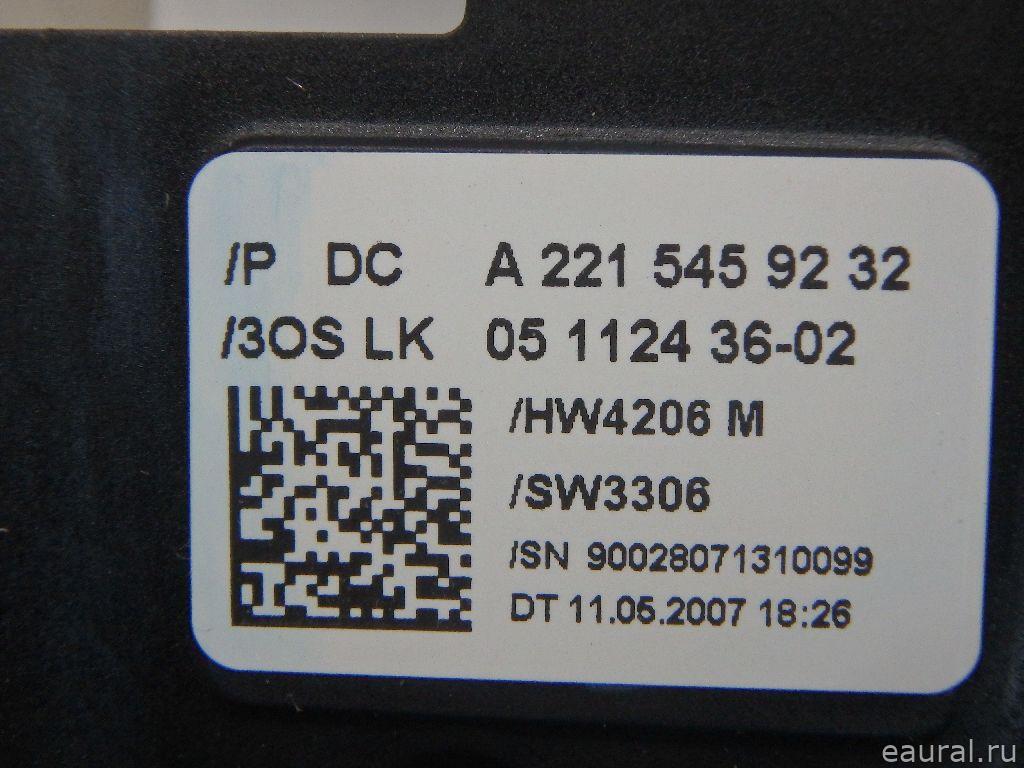 /P DC A 221 545 92 32
/3OS LK 05 1124 36-02
/HW4206 M
/SW3306
/SN 90028071310099
DT 11.05.2007 18:26
eaural.ru